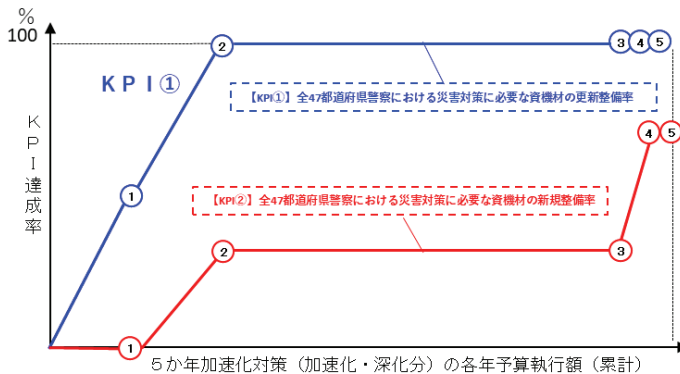 ％
100
ＫＰＩ①
ＫＰＩ達成率
② 
③④⑤
【KPI①】全47都道府県警察における災害対策に必要な資機材の更新整備率
①
④⑤
【KPI②】全47都道府県警察における災害対策に必要な資機材の新規整備率
②
③
①
５か年加速化対策（加速化・深化分）の各年予算執行額（累計）